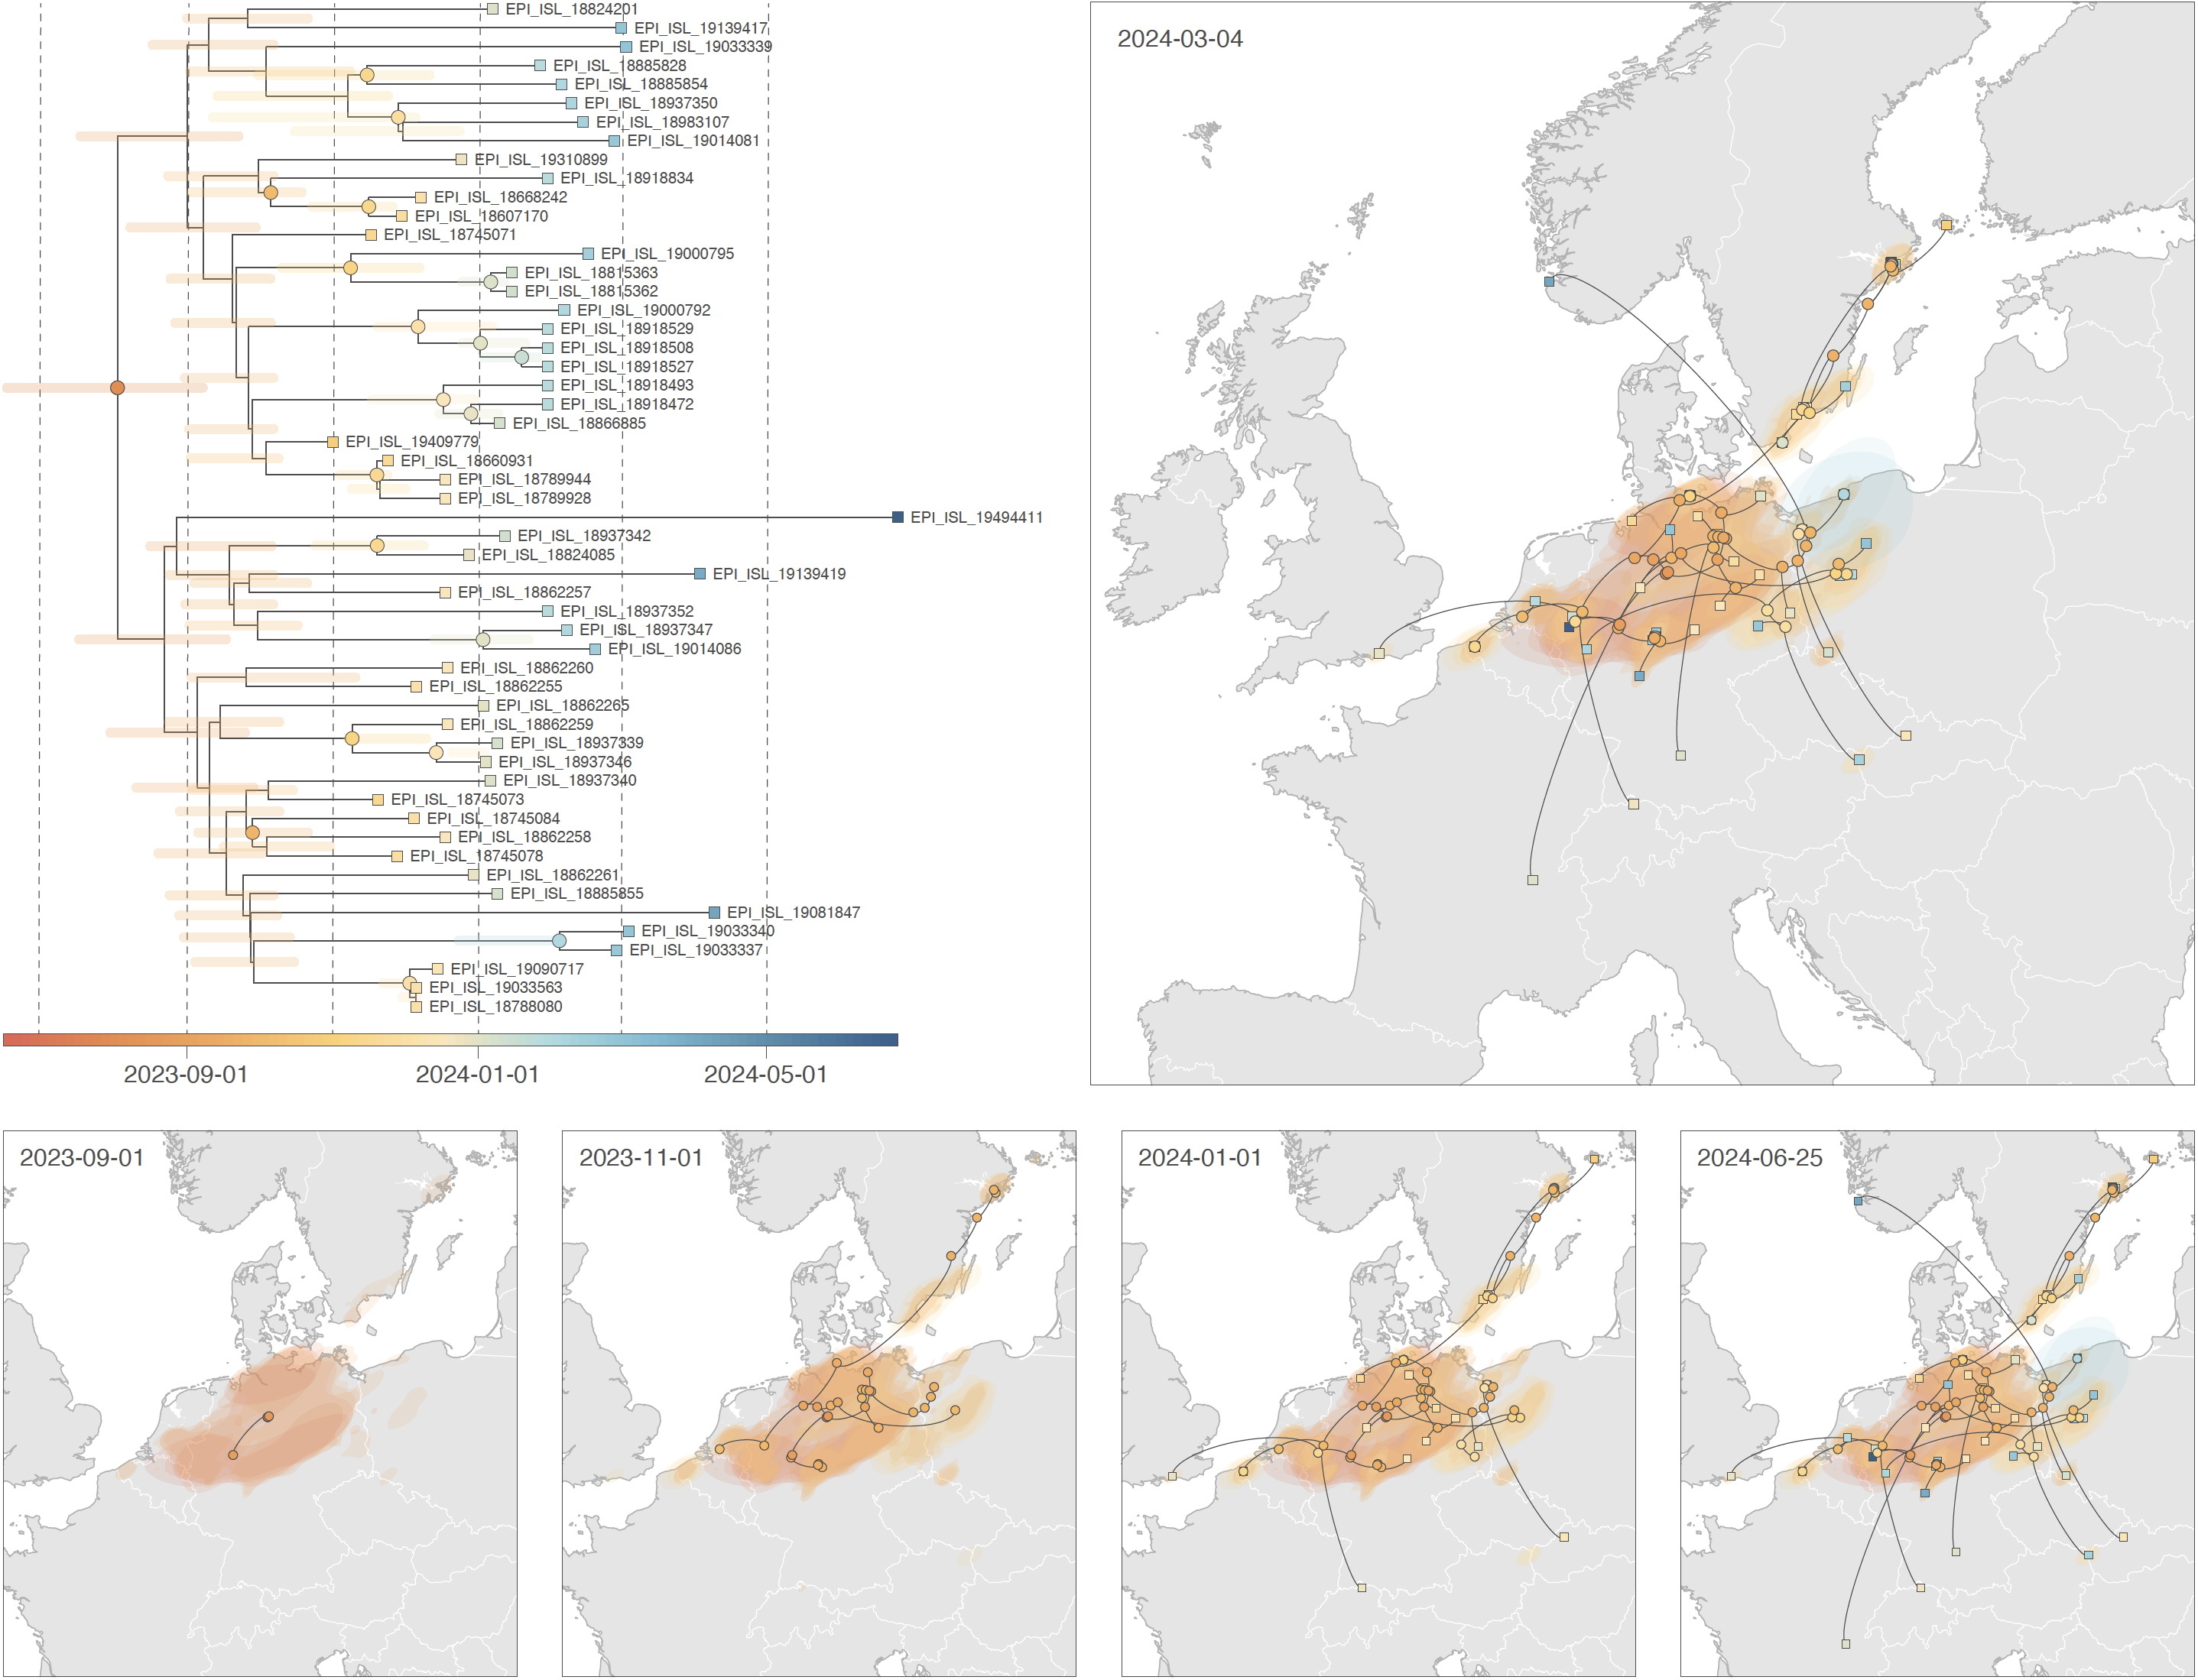 EPI_ISL_18824201
EPI_ISL_19139417
EPI_ISL_19033339
EPI_ISL_18885828
EPI_ISL_18885854
EPI_ISL_18937350
EPI_ISL_18983107
EPI_ISL_19014081
EPI_ISL_19310899
EPI_ISL_18918834
EPI_ISL_18668242
EPI_ISL_18607170
EPI_ISL_18745071
EPI_ISL_19000795
EPI_ISL_18815363
EPI_ISL_18815362
EPI_ISL_19000792
EPI_ISL_18918529
EPI_ISL_18918508
EPI_ISL_18918527
EPI_ISL_18918493
EPI_ISL_18918472
EPI_ISL_18866885
EPI_ISL_19409779
EPI_ISL_18660931
EPI_ISL_18789944
EPI_ISL_18789928
EPI_ISL_19494411
EPI_ISL_18937342
EPI_ISL_18824085
EPI_ISL_19139419
EPI_ISL_18862257
EPI_ISL_18937352
EPI_ISL_18937347
EPI_ISL_19014086
EPI_ISL_18862260
EPI_ISL_18862255
EPI_ISL_18862265
EPI_ISL_18862259
EPI_ISL_18937339
EPI_ISL_18937346
EPI_ISL_18937340
EPI_ISL_18745073
EPI_ISL_18745084
EPI_ISL_18862258
EPI_ISL_18745078
EPI_ISL_18862261
EPI_ISL_18885855
EPI_ISL_19081847
EPI_ISL_19033340
EPI_ISL_19033337
EPI_ISL_19090717
EPI_ISL_19033563
EPI_ISL_18788080
2023-09-01
2024-01-01
2024-05-01
2024-03-04
2023-09-01
2023-11-01
2024-01-01
2024-06-25